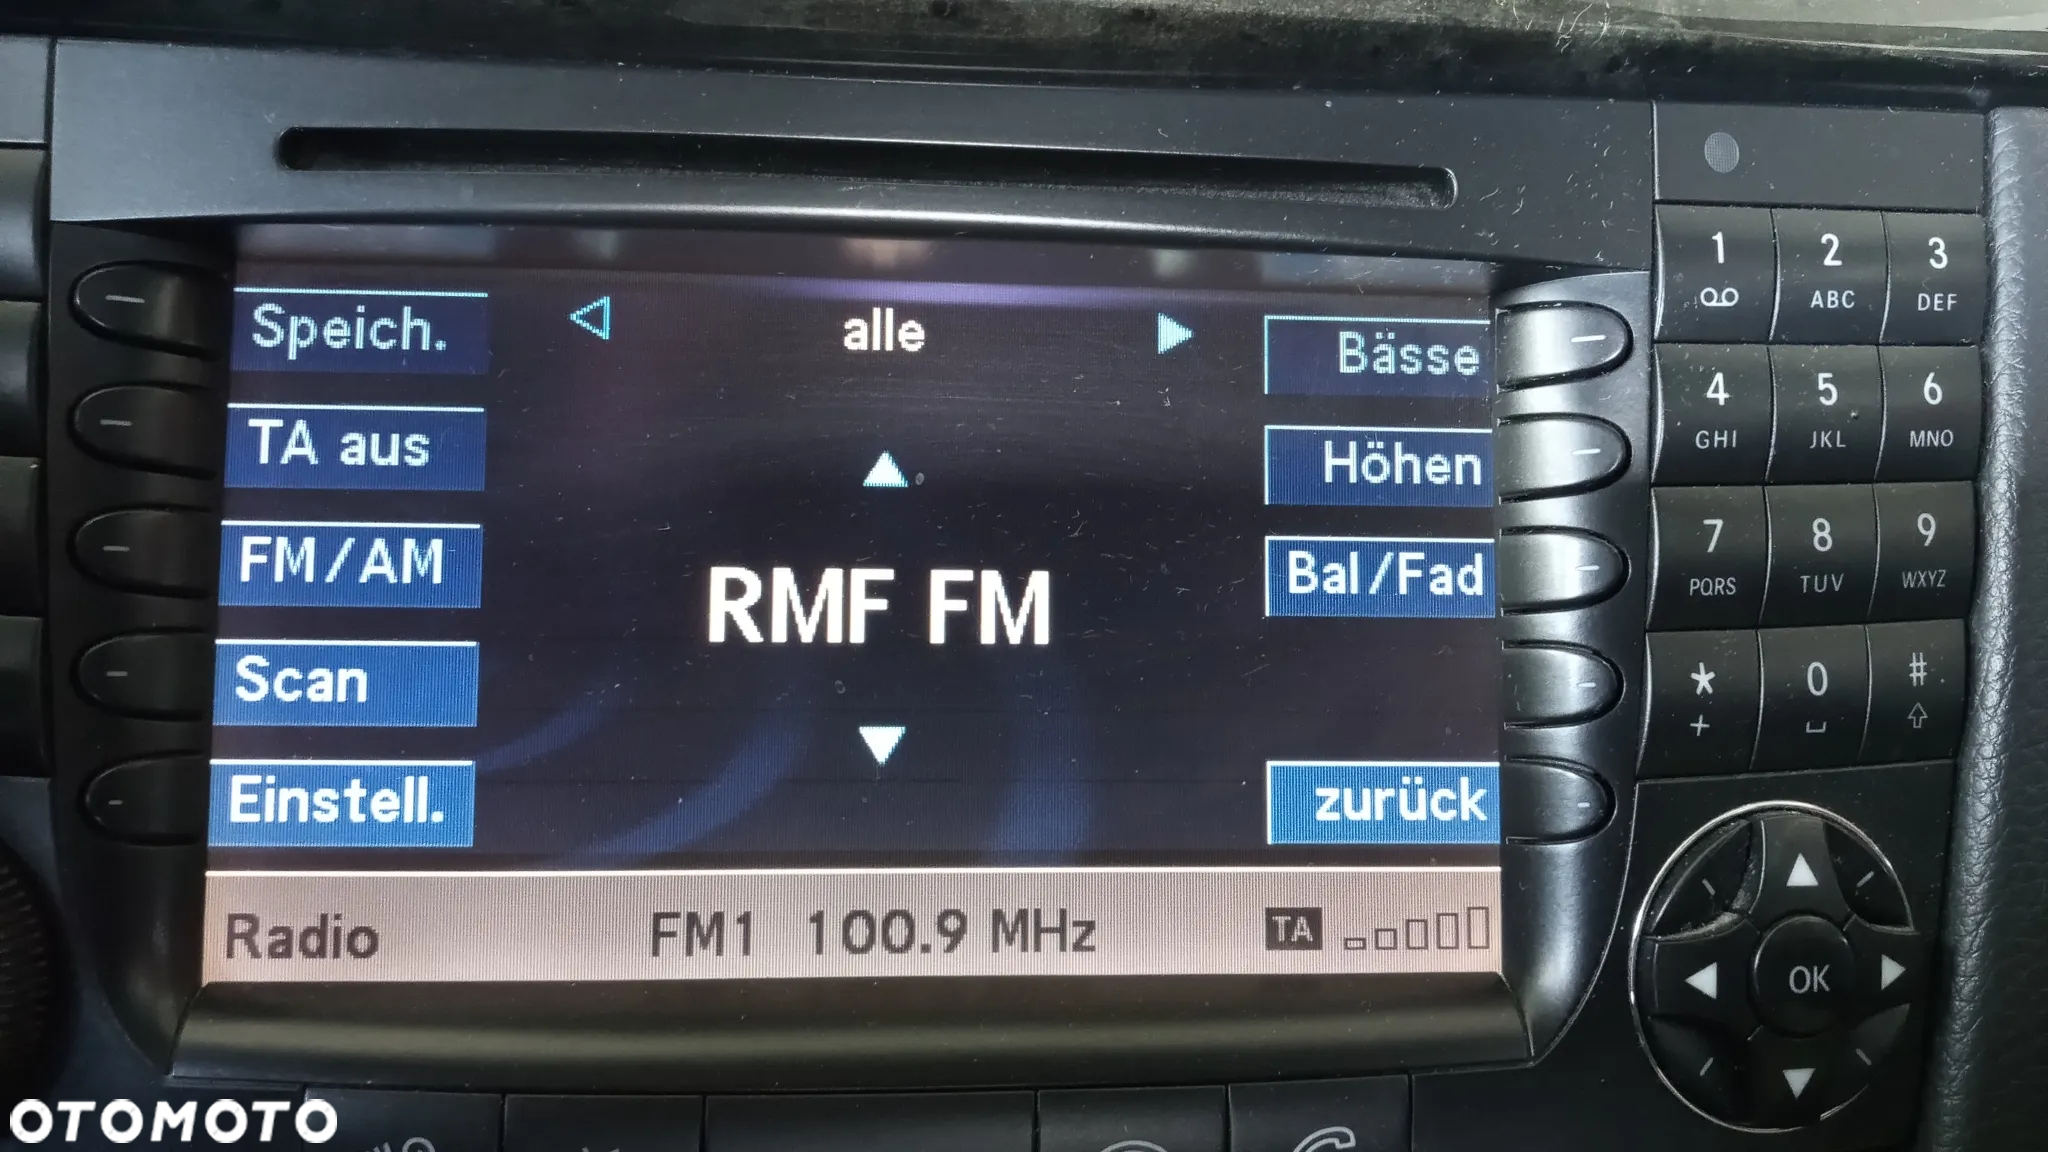 Speich.
alle
Bässe
TA aus
Höhen
FM/AM
RMF FM
Bal/Fad
Scan
Einstell.
zurück
Radio
FM1 100.9 MHz
TA
1
2
ABC
3
DEF
4
GHI
5
JKL
6
MNO
7
PQRS
8
TUV
9
WXYZ
*
+
0
#
OK
OTOMOTO